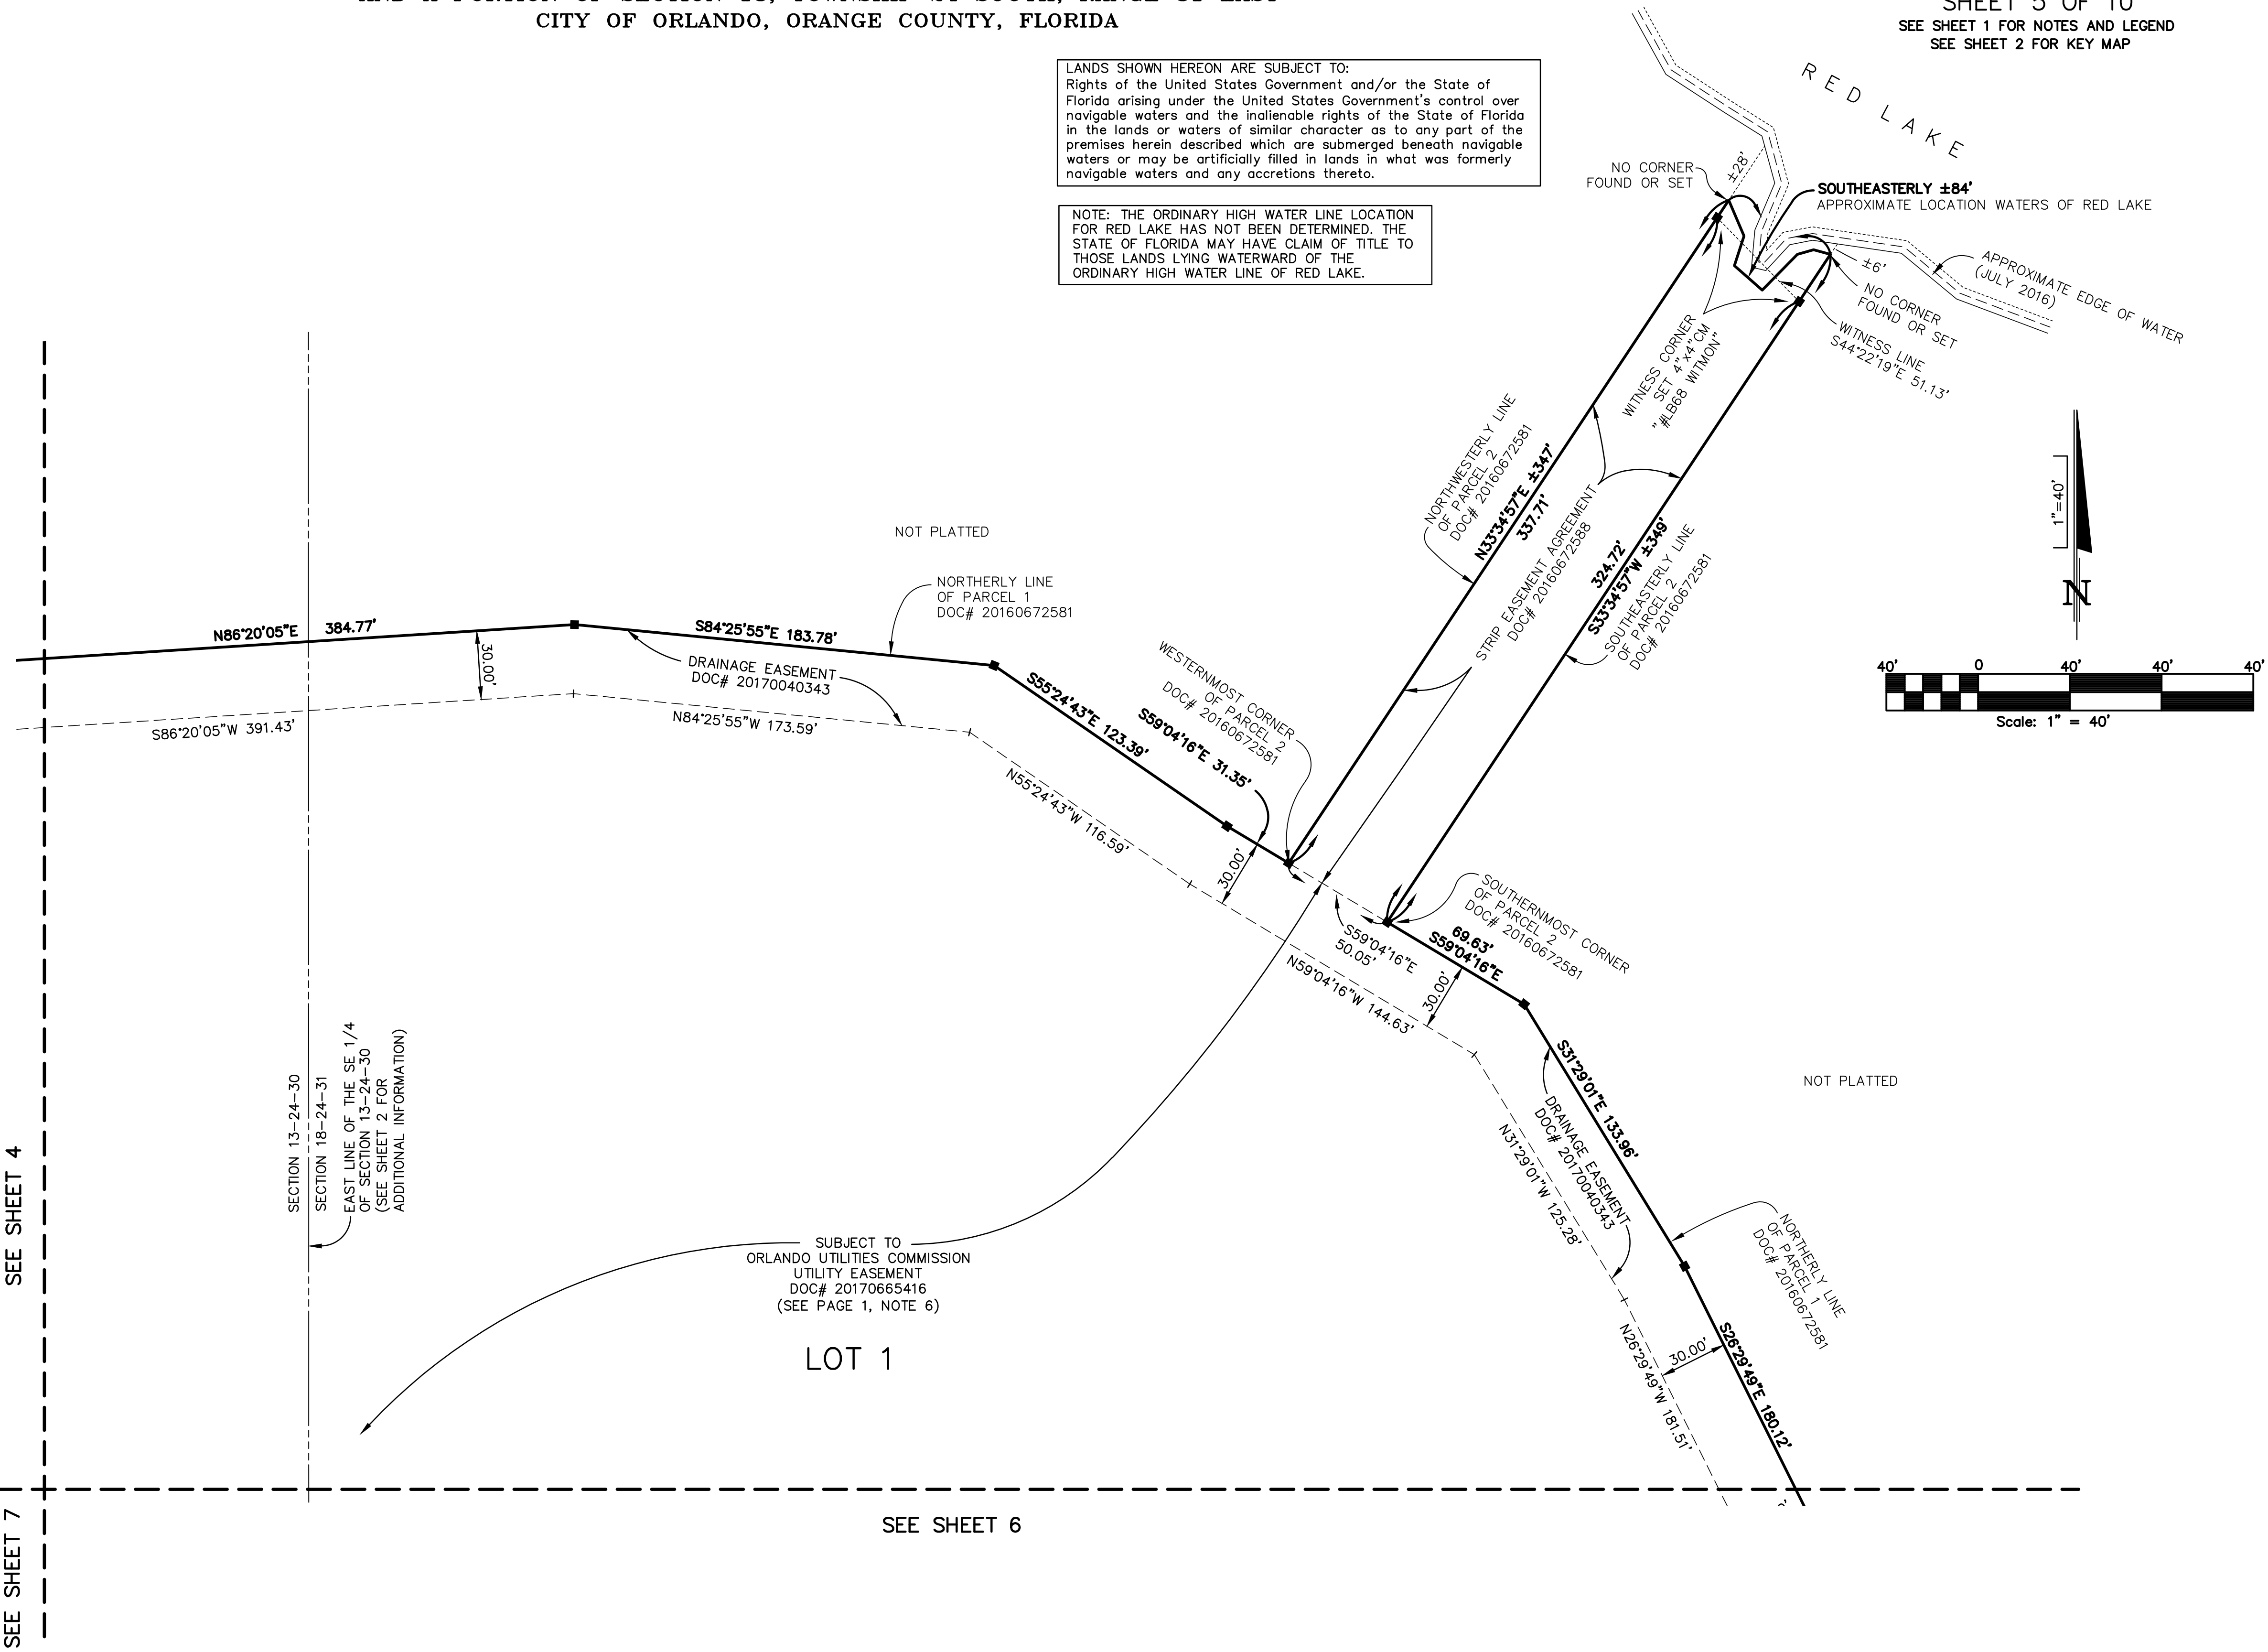 CITY OF ORLANDO, ORANGE COUNTY, FLORIDA
SHEET 5 OF 10
SEE SHEET 1 FOR NOTES AND LEGEND
SEE SHEET 2 FOR KEY MAP
LANDS SHOWN HEREON ARE SUBJECT TO:
Rights of the United States Government and/or the State of
Florida arising under the United States Government's control over
navigable waters and the inalienable rights of the State of Florida
in the lands or waters of similar character as to any part of the
premises herein described which are submerged beneath navigable
waters or may be artificially filled in lands in what was formerly
navigable waters and any accretions thereto.
NOTE: THE ORDINARY HIGH WATER LINE LOCATION
FOR RED LAKE HAS NOT BEEN DETERMINED. THE
STATE OF FLORIDA MAY HAVE CLAIM OF TITLE TO
THOSE LANDS LYING WATERWARD OF THE
ORDINARY HIGH WATER LINE OF RED LAKE.
RED LAKE
NO CORNER
FOUND OR SET
±28'
SOUTHEASTERLY ±84'
APPROXIMATE LOCATION WATERS OF RED LAKE
±6'
APPROXIMATE EDGE OF WATER
(JULY 2016)
NO CORNER
FOUND OR SET
WITNESS LINE
S44°22'19"E 51.13'
WITNESS CORNER
SET 4"x4"CM
"#LB68 WITMON"
NORTHWESTERLY LINE
OF PARCEL 2
DOC# 20160672581
N33°34'57"E ±347'
337.71'
STRIP EASEMENT AGREEMENT
DOC# 20160672588
324.72'
S33°34'57"W ±349'
SOUTHEASTERLY LINE
OF PARCEL 2
DOC# 20160672581
1"=40'
N
40' 0 40' 40' 40'
Scale: 1" = 40'
NOT PLATTED
NORTHERLY LINE
OF PARCEL 1
DOC# 20160672581
N86°20'05"E 384.77'
S84°25'55"E 183.78'
30.00'
DRAINAGE EASEMENT
DOC# 20170040343
S86°20'05"W 391.43'
N84°25'55"W 173.59'
S55°24'43"E 123.39'
WESTERNMOST CORNER
OF PARCEL 2
DOC# 20160672581
S59°04'16"E 31.35'
N55°24'43"W 116.59'
30.00'
S59°04'16"E
50.05'
SOUTHERNMOST CORNER
OF PARCEL 2
DOC# 20160672581
69.63'
S59°04'16"E
30.00'
N59°04'16"W 144.63'
S31°29'01"E 133.96'
DRAINAGE EASEMENT
DOC# 20170040343
N31°29'01"W 125.28'
NOT PLATTED
NORTHERLY LINE
OF PARCEL 1
DOC# 20160672581
30.00'
S26°29'49"E 180.12'
N26°29'49"W 181.51'
SECTION 13-24-30
SECTION 18-24-31
EAST LINE OF THE SE 1/4
OF SECTION 13-24-30
(SEE SHEET 2 FOR
ADDITIONAL INFORMATION)
SUBJECT TO
ORLANDO UTILITIES COMMISSION
UTILITY EASEMENT
DOC# 20170665416
(SEE PAGE 1, NOTE 6)
LOT 1
SEE SHEET 4
SEE SHEET 7
SEE SHEET 6